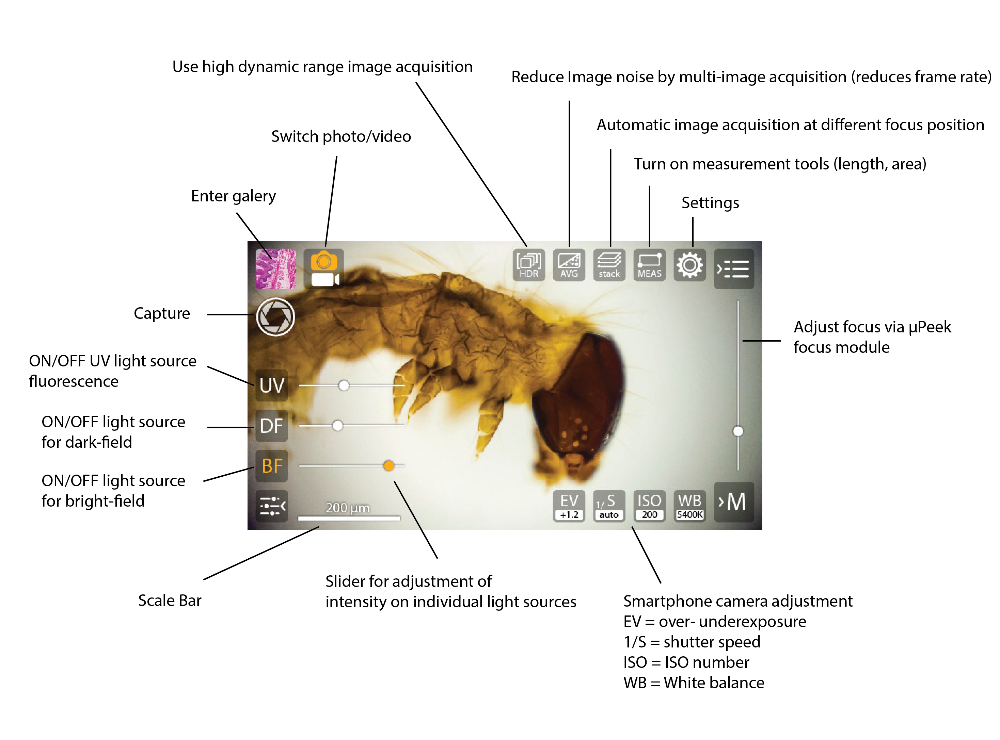 Use high dynamic range image acquisition
Reduce Image noise by multi-image acquisition (reduces frame rate)
Automatic image acquisition at different focus position
Switch photo/video
Turn on measurement tools (length, area)
Enter galery
Settings
HDR
AVG
stack
MEAS
Capture
Adjust focus via µPeek
focus module
ON/OFF UV light source
fluorescence
UV
ON/OFF light source
for dark-field
DF
BF
ON/OFF light source
for bright-field
200 µm
EV
+1.2
1/S
auto
ISO
200
WB
5400K
›M
Scale Bar
Slider for adjustment of
intensity on individual light sources
Smartphone camera adjustment
EV = over- underexposure
1/S = shutter speed
ISO = ISO number
WB = White balance